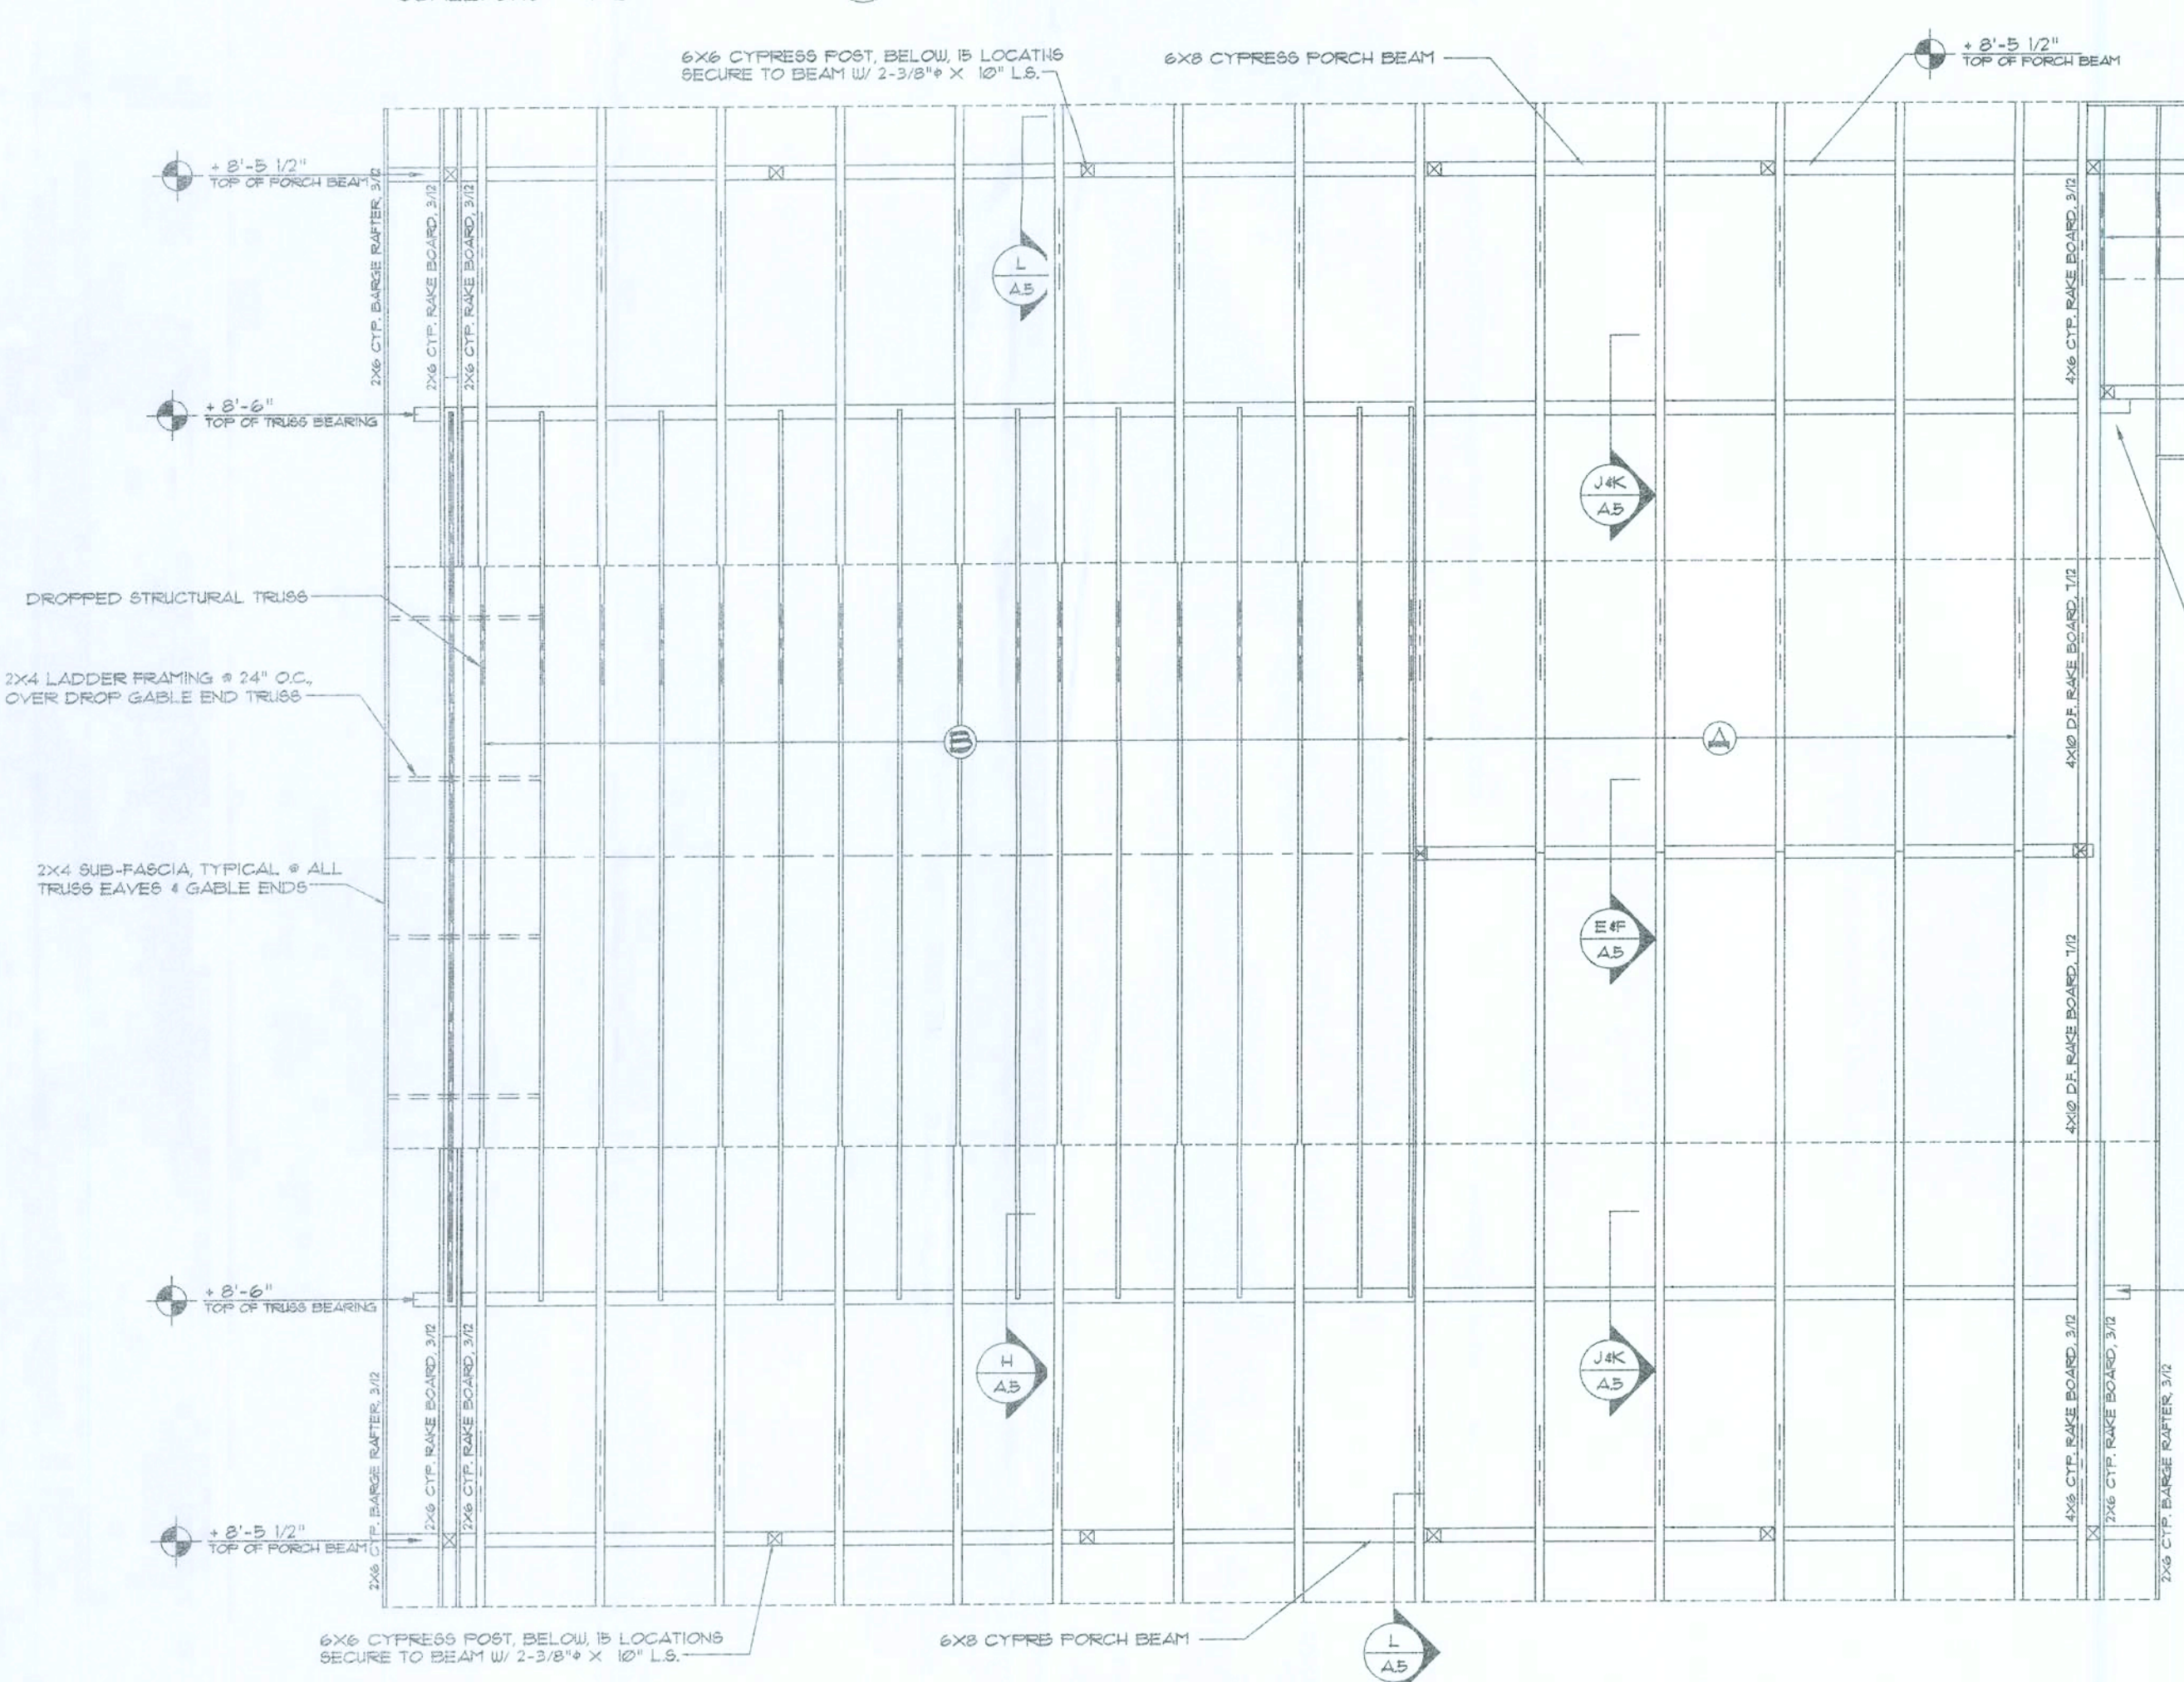 6X6 CYPRESS POST, BELOW, 15 LOCATNS
SECURE TO BEAM W/ 2-3/8"φ X 10" L.S.
6X8 CYPRESS PORCH BEAM
+ 8'-5 1/2"
TOP OF PORCH BEAM
+ 8'-5 1/2"
TOP OF PORCH BEAM
2X6 CYP. BARGE RAFTER, 3/12
2X6 CYP. RAKE BOARD, 3/12
2X6 CYP. RAKE BOARD, 3/12
4X6 CYP. RAKE BOARD, 3/12
L
A.5
+ 8'-6"
TOP OF TRUSS BEARING
J&K
A.5
DROPPED STRUCTURAL TRUSS
2X4 LADDER FRAMING @ 24" O.C.,
OVER DROP GABLE END TRUSS
4X10 D.F. RAKE BOARD, 7/12
B
A
2X4 SUB-FASCIA, TYPICAL @ ALL
TRUSS EAVES & GABLE ENDS
E&F
A.5
4X10 D.F. RAKE BOARD, 7/12
+ 8'-6"
TOP OF TRUSS BEARING
H
A.5
J&K
A.5
2X6 CYP. BARGE RAFTER, 3/12
2X6 CYP. RAKE BOARD, 3/12
2X6 CYP. RAKE BOARD, 3/12
4X6 CYP. RAKE BOARD, 3/12
2X6 CYP. RAKE BOARD, 3/12
2X6 CYP. BARGE RAFTER, 3/12
+ 8'-5 1/2"
TOP OF PORCH BEAM
6X6 CYPRESS POST, BELOW, 15 LOCATIONS
SECURE TO BEAM W/ 2-3/8"φ X 10" L.S.
6X8 CYPRE PORCH BEAM
L
A.5